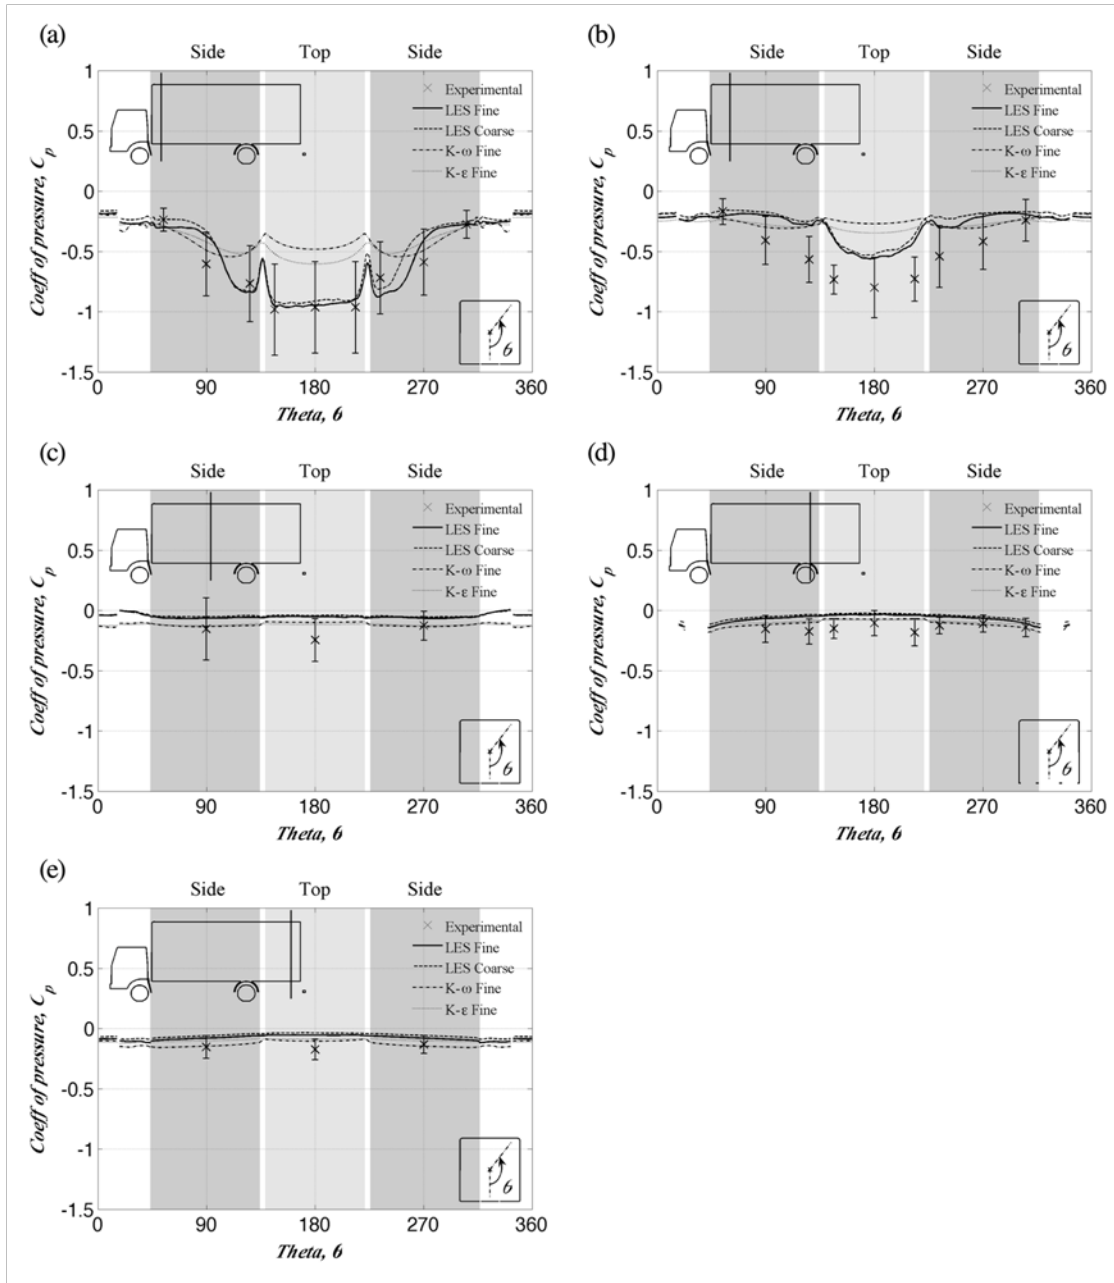 (a)
Side Top Side
1
0.5
0
-0.5
-1
-1.5
Coeff of pressure, Cₚ
Experimental
LES Fine
LES Coarse
K-ω Fine
K-ε Fine
θ
0 90 180 270 360
Theta, θ
(b)
Side Top Side
1
0.5
0
-0.5
-1
-1.5
Coeff of pressure, Cₚ
Experimental
LES Fine
LES Coarse
K-ω Fine
K-ε Fine
θ
0 90 180 270 360
Theta, θ
(c)
Side Top Side
1
0.5
0
-0.5
-1
-1.5
Coeff of pressure, Cₚ
Experimental
LES Fine
LES Coarse
K-ω Fine
K-ε Fine
θ
0 90 180 270 360
Theta, θ
(d)
Side Top Side
1
0.5
0
-0.5
-1
-1.5
Coeff of pressure, Cₚ
Experimental
LES Fine
LES Coarse
K-ω Fine
K-ε Fine
θ
0 90 180 270 360
Theta, θ
(e)
Side Top Side
1
0.5
0
-0.5
-1
-1.5
Coeff of pressure, Cₚ
Experimental
LES Fine
LES Coarse
K-ω Fine
K-ε Fine
θ
0 90 180 270 360
Theta, θ